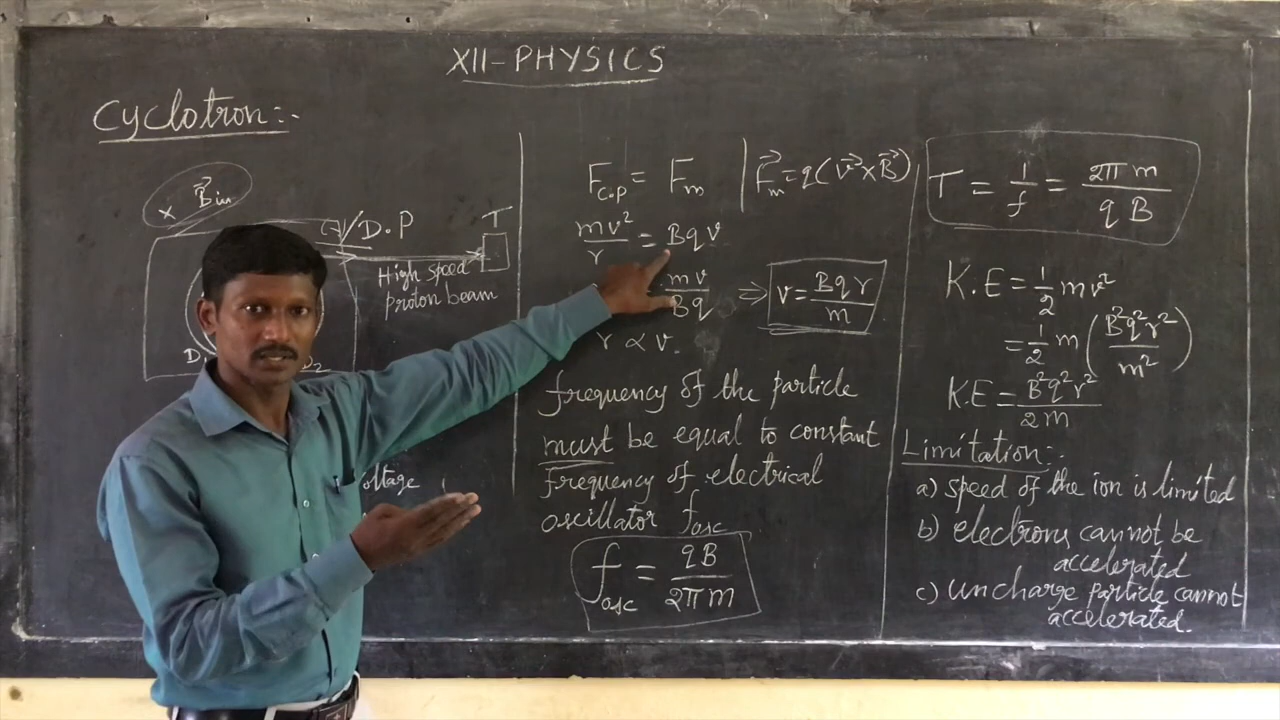 XII-PHYSICS
Cyclotron:-
x B⃗ in
D.P
T
High speed
proton beam
D₁
D₂
oltage
F_C.P = F_m | F⃗_m = q(v⃗ × B⃗)
mv²/r = Bqv
mv/Bq ⇒ v = Bqr/m
r ∝ v.
frequency of the particle
must be equal to constant
frequency of electrical
oscillator f_osc
f_osc = qB/2πm
T = 1/f = 2πm/qB
K.E = 1/2 mv²
= 1/2 m (B²q²r²/m²)
K.E = B²q²r²/2m
Limitation:-
a) speed of the ion is limited
b) electrons cannot be
accelerated
c) uncharge particle cannot
accelerated.